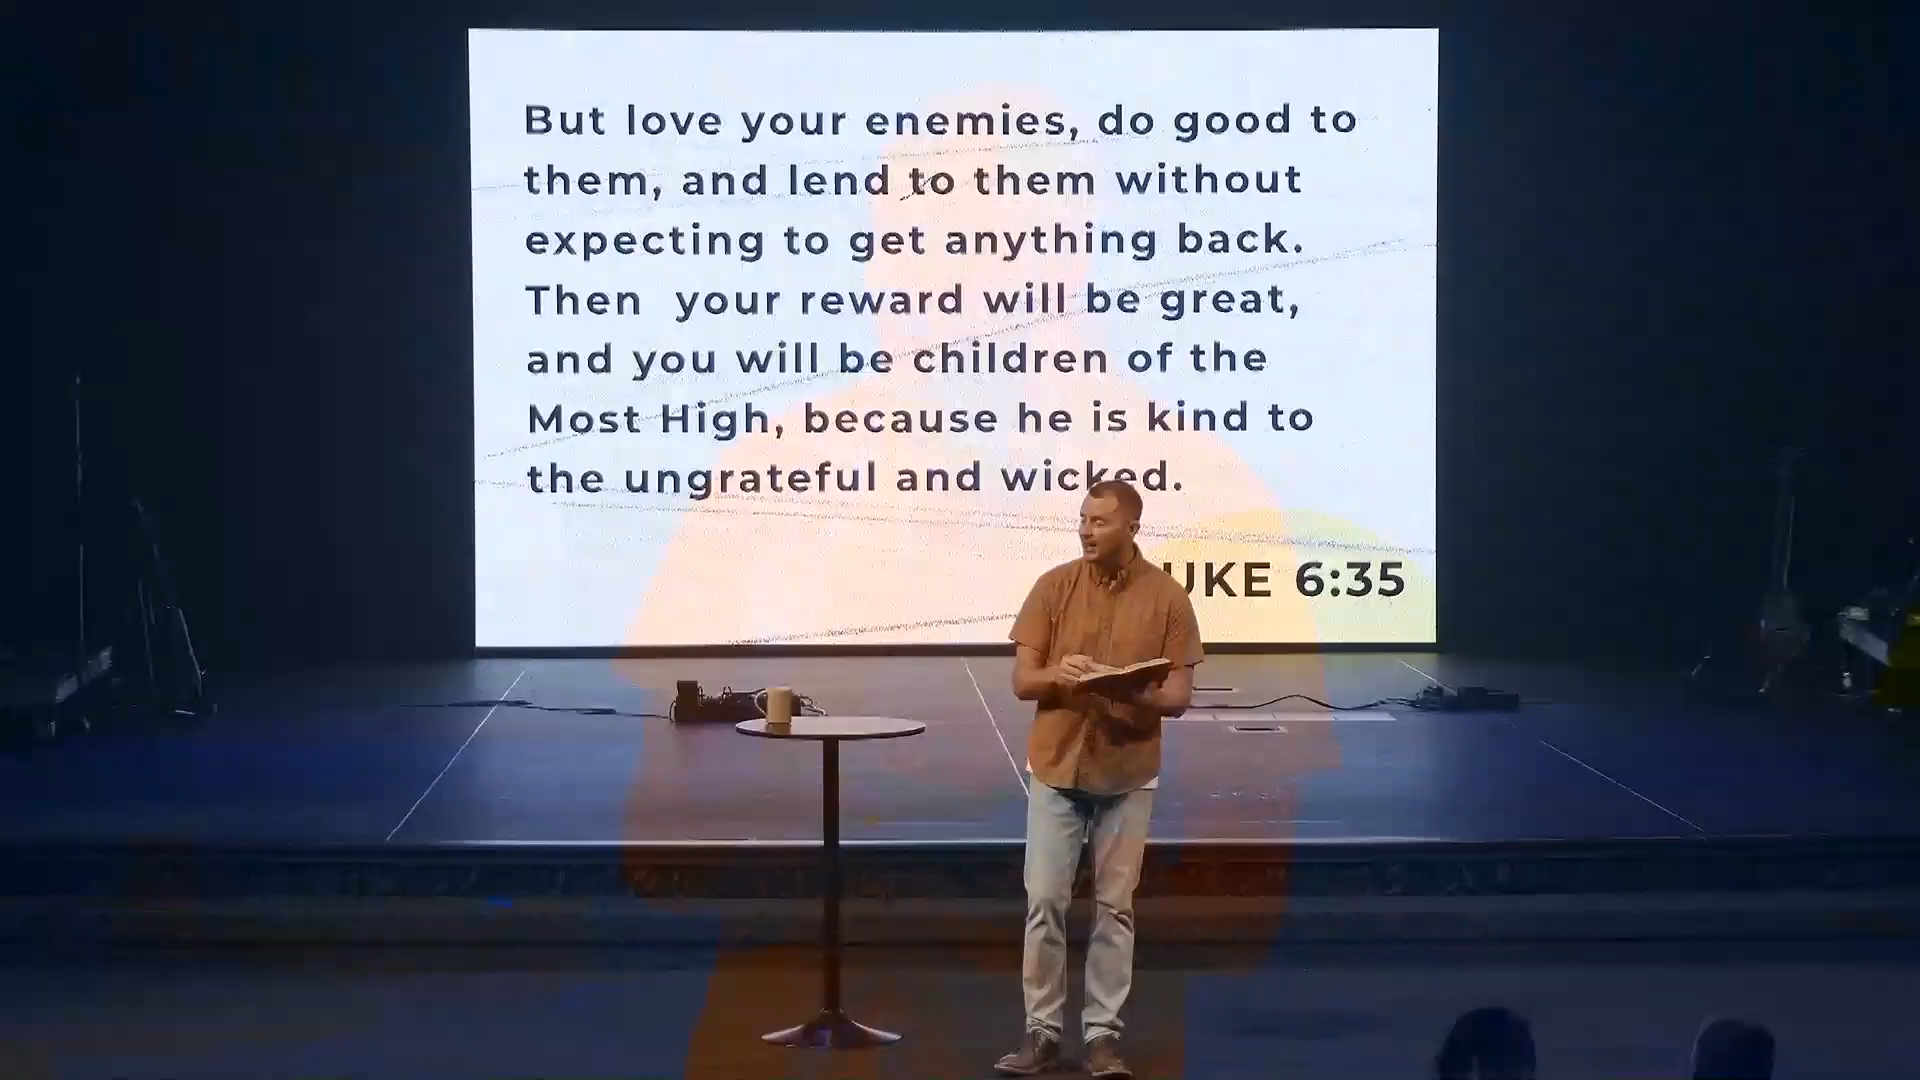 But love your enemies, do good to
them, and lend to them without
expecting to get anything back.
Then your reward will be great,
and you will be children of the
Most High, because he is kind to
the ungrateful and wicked.
UKE 6:35